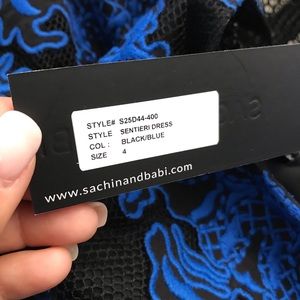 STYLE# S25D44-400
STYLE SENTIERI DRESS
COL : BLACK/BLUE
SIZE 4
www.sachinandbabi.com